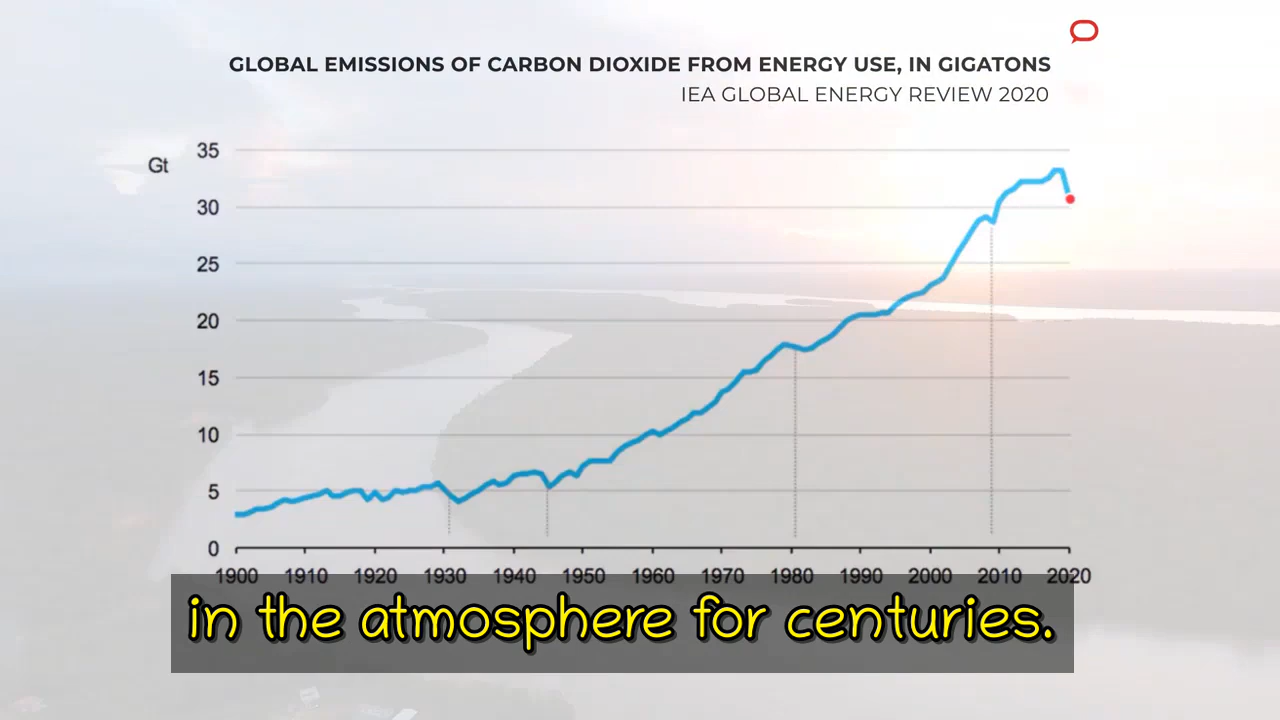 GLOBAL EMISSIONS OF CARBON DIOXIDE FROM ENERGY USE, IN GIGATONS
IEA GLOBAL ENERGY REVIEW 2020
Gt
35
30
25
20
15
10
5
0
1900 1910 1920 1930 1940 1950 1960 1970 1980 1990 2000 2010 2020
in the atmosphere for centuries.